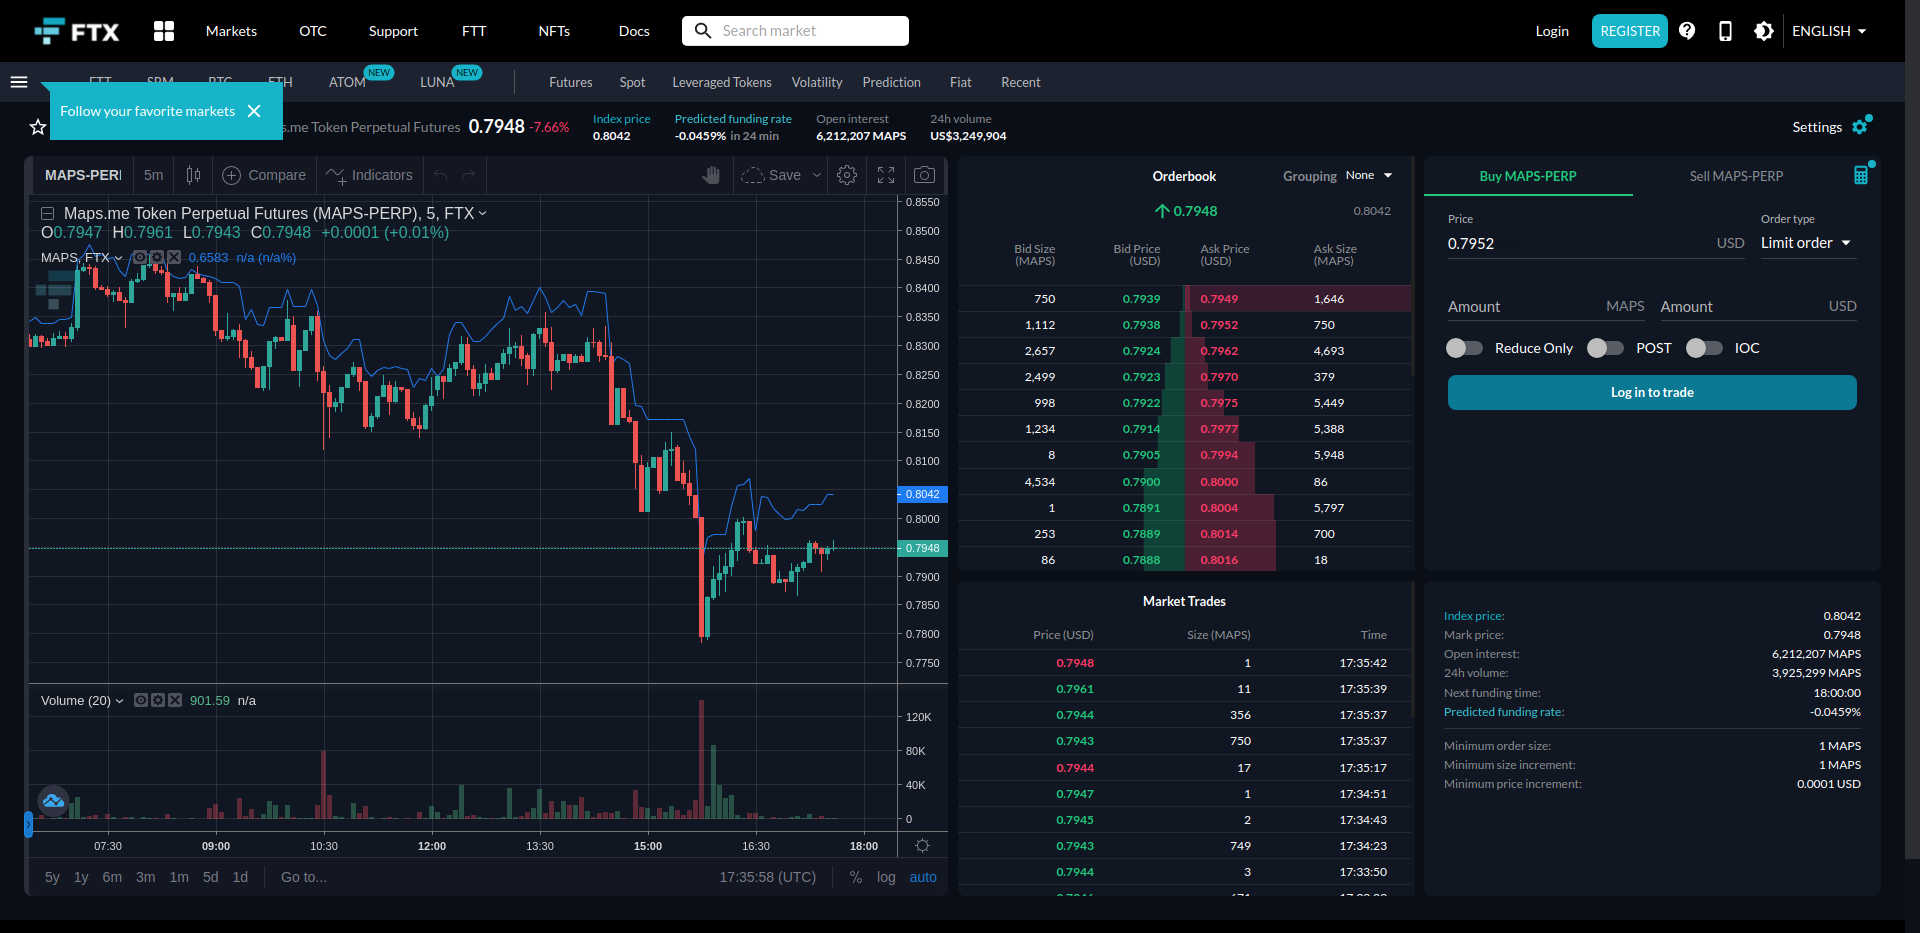 FTX
Markets
OTC
Support
FTT
NFTs
Docs
Search market
Login
REGISTER
ENGLISH
ATOM
NEW
LUNA
NEW
Futures
Spot
Leveraged Tokens
Volatility
Prediction
Fiat
Recent
Follow your favorite markets
s.me Token Perpetual Futures
0.7948
-7.66%
Index price
0.8042
Predicted funding rate
-0.0459% in 24 min
Open interest
6,212,207 MAPS
24h volume
US$3,249,904
Settings
MAPS-PER
5m
Compare
Indicators
Save
Maps.me Token Perpetual Futures (MAPS-PERP), 5, FTX
O0.7947 H0.7961 L0.7943 C0.7948 +0.0001 (+0.01%)
MAPS, FTX
0.6583 n/a (n/a%)
0.8550
0.8500
0.8450
0.8400
0.8350
0.8300
0.8250
0.8200
0.8150
0.8100
0.8042
0.8000
0.7948
0.7900
0.7850
0.7800
0.7750
Volume (20)
901.59 n/a
120K
80K
40K
0
07:30
09:00
10:30
12:00
13:30
15:00
16:30
18:00
5y 1y 6m 3m 1m 5d 1d
Go to...
17:35:58 (UTC)
% log auto
Orderbook
Grouping None
0.7948
0.8042
Bid Size (MAPS) Bid Price (USD) Ask Price (USD) Ask Size (MAPS)
750 0.7939 0.7949 1,646
1,112 0.7938 0.7952 750
2,657 0.7924 0.7962 4,693
2,499 0.7923 0.7970 379
998 0.7922 0.7975 5,449
1,234 0.7914 0.7977 5,388
8 0.7905 0.7994 5,948
4,534 0.7900 0.8000 86
1 0.7891 0.8004 5,797
253 0.7889 0.8014 700
86 0.7888 0.8016 18
Market Trades
Price (USD) Size (MAPS) Time
0.7948 1 17:35:42
0.7961 11 17:35:39
0.7944 356 17:35:37
0.7943 750 17:35:37
0.7944 17 17:35:17
0.7947 1 17:34:51
0.7945 2 17:34:43
0.7943 749 17:34:23
0.7944 3 17:33:50
Buy MAPS-PERP
Sell MAPS-PERP
Price
0.7952 USD
Order type
Limit order
Amount MAPS
Amount USD
Reduce Only
POST
IOC
Log in to trade
Index price: 0.8042
Mark price: 0.7948
Open interest: 6,212,207 MAPS
24h volume: 3,925,299 MAPS
Next funding time: 18:00:00
Predicted funding rate: -0.0459%
Minimum order size: 1 MAPS
Minimum size increment: 1 MAPS
Minimum price increment: 0.0001 USD